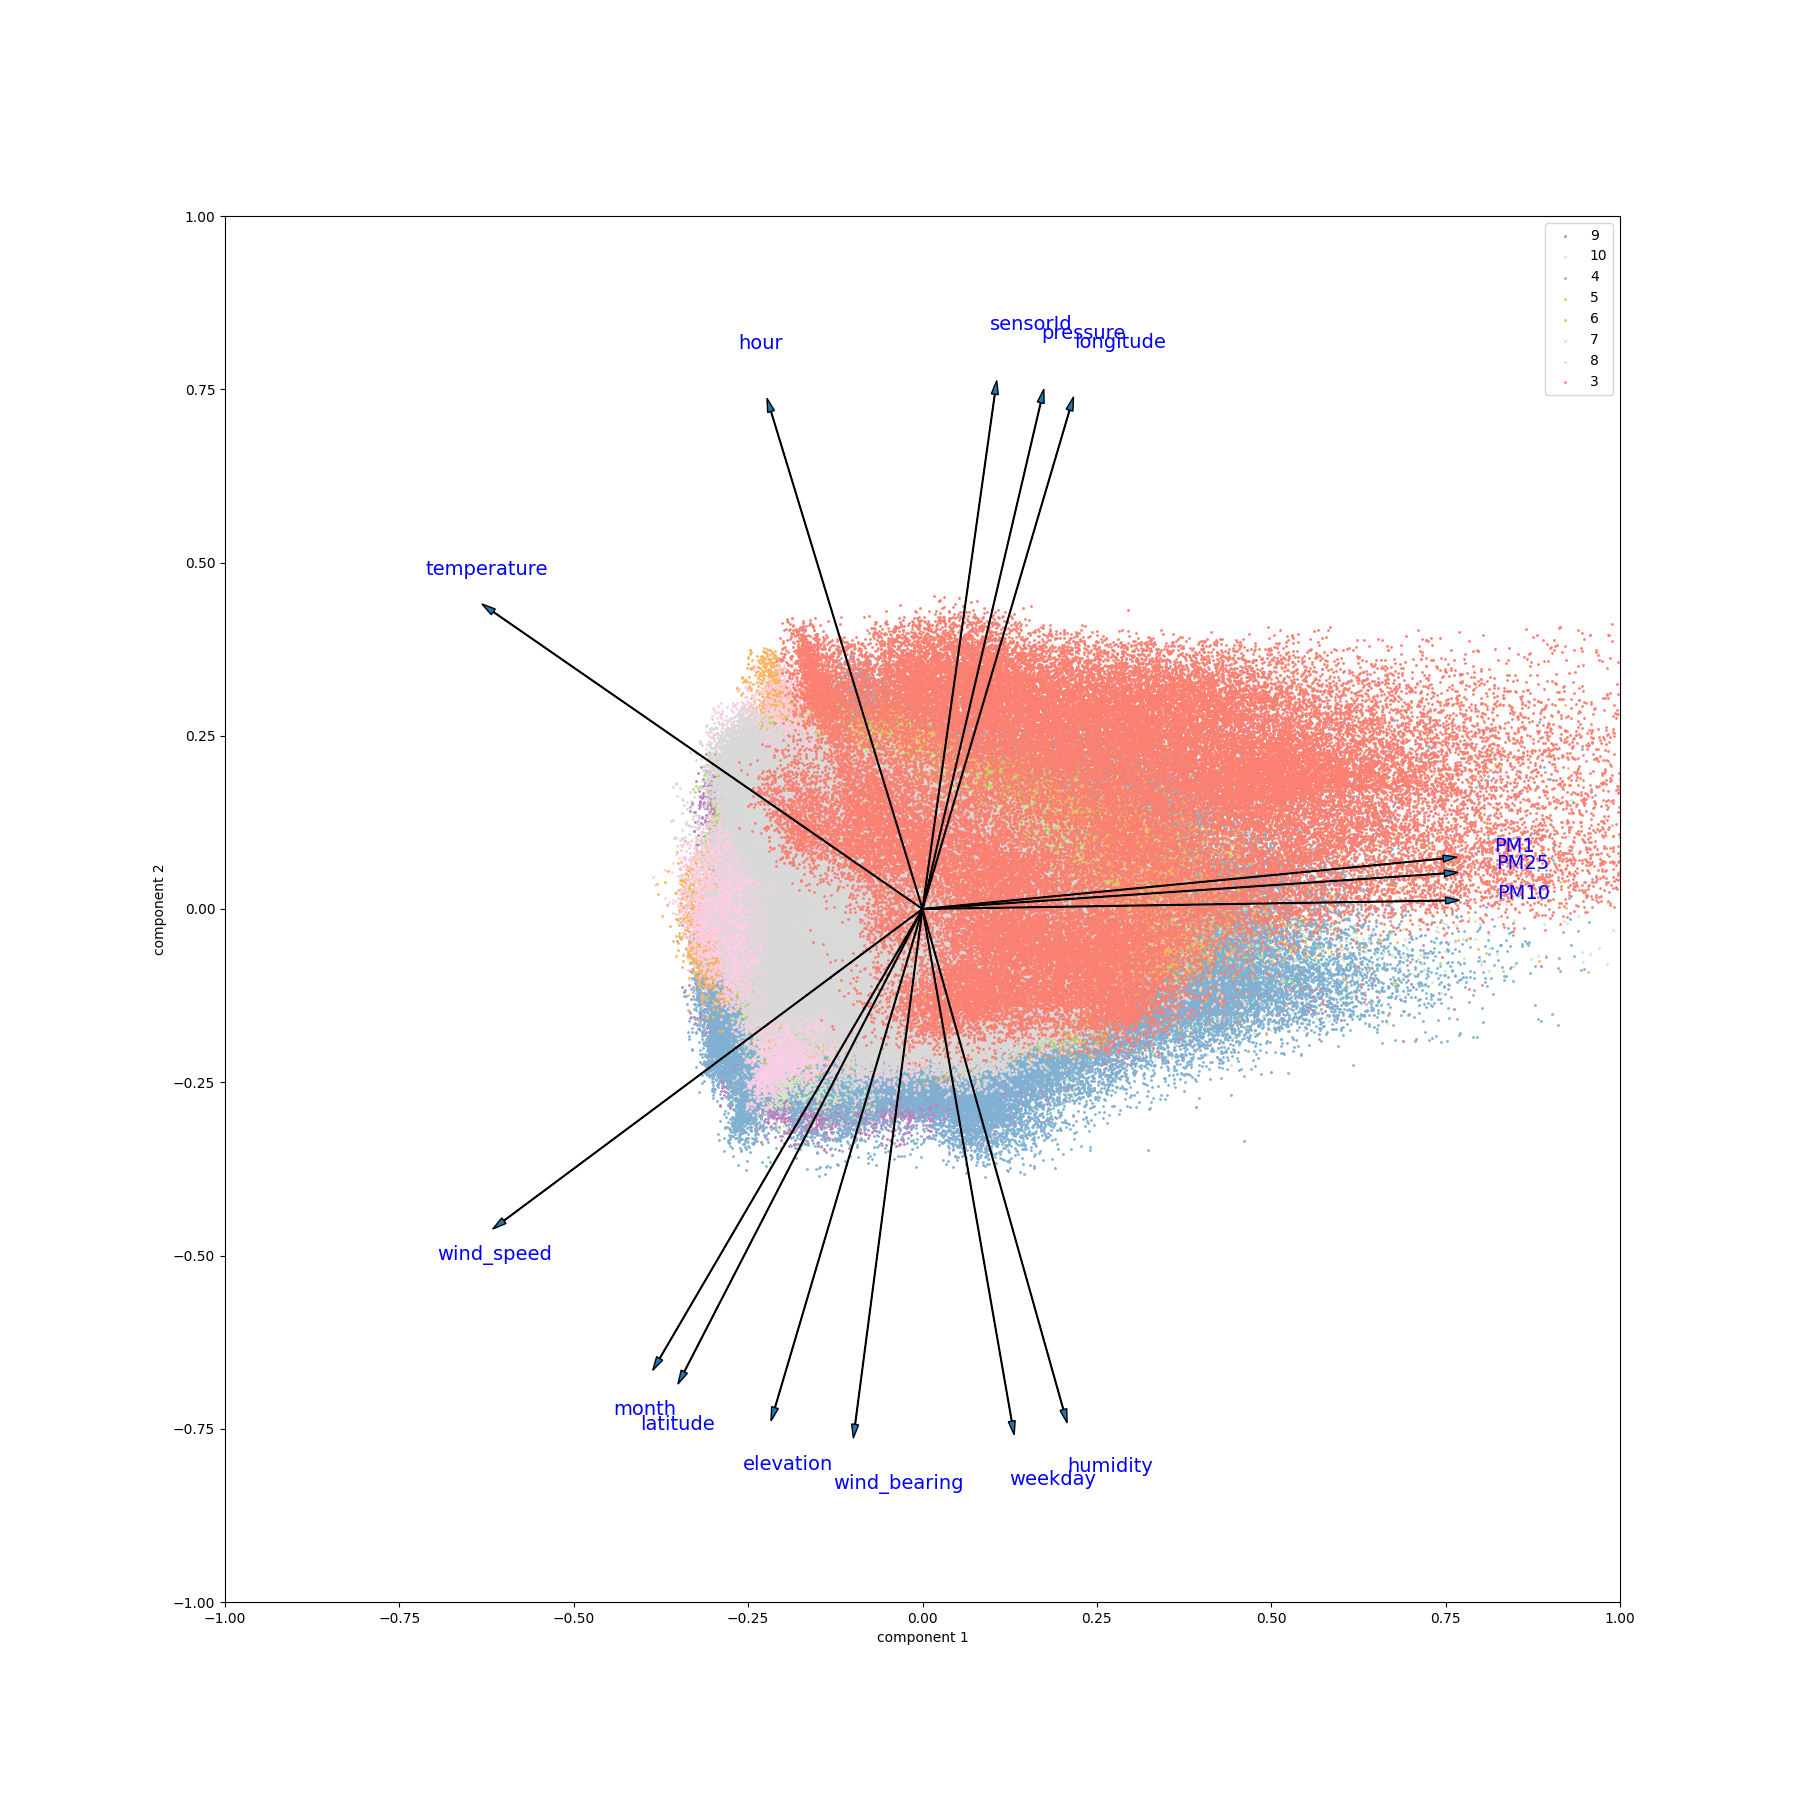 1.00
0.75
0.50
0.25
0.00
−0.25
−0.50
−0.75
−1.00
component 2
9
10
4
5
6
7
8
3
sensorId
pressure
longitude
hour
temperature
PM1
PM25
PM10
wind_speed
month
latitude
elevation
wind_bearing
humidity
weekday
−1.00 −0.75 −0.50 −0.25 0.00 0.25 0.50 0.75 1.00
component 1